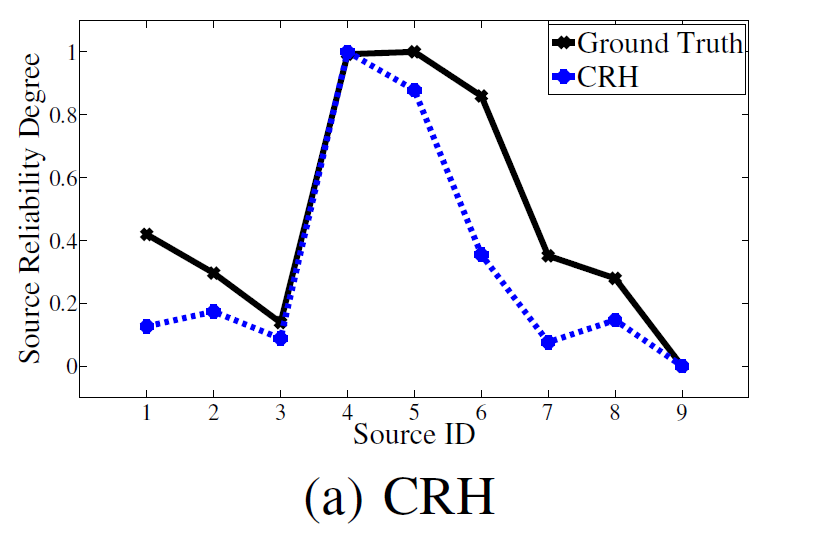 Ground Truth
CRH
Source Reliability Degree
1
0.8
0.6
0.4
0.2
0
1 2 3 4 5 6 7 8 9
Source ID
(a) CRH